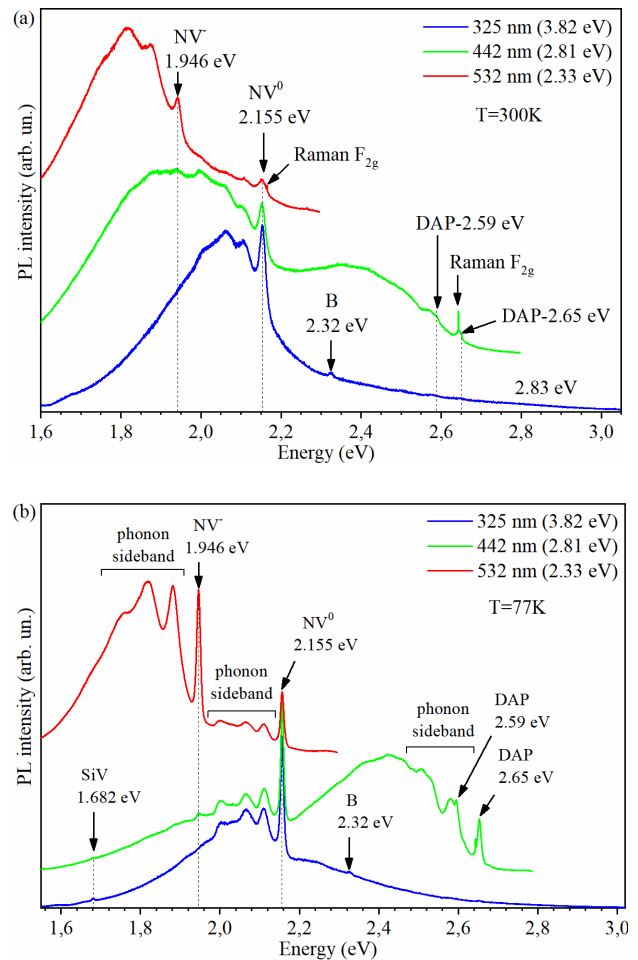 (a)
NV⁻
1.946 eV
NV⁰
2.155 eV
Raman F₂g
325 nm (3.82 eV)
442 nm (2.81 eV)
532 nm (2.33 eV)
T=300K
DAP-2.59 eV
Raman F₂g
DAP-2.65 eV
B
2.32 eV
2.83 eV
PL intensity (arb. un.)
1,6 1,8 2,0 2,2 2,4 2,6 2,8 3,0
Energy (eV)
(b)
phonon
sideband
NV⁻
1.946 eV
325 nm (3.82 eV)
442 nm (2.81 eV)
532 nm (2.33 eV)
T=77K
NV⁰
2.155 eV
phonon
sideband
phonon
sideband
DAP
2.59 eV
DAP
2.65 eV
SiV
1.682 eV
B
2.32 eV
PL intensity (arb. un.)
1,6 1,8 2,0 2,2 2,4 2,6 2,8 3,0
Energy (eV)